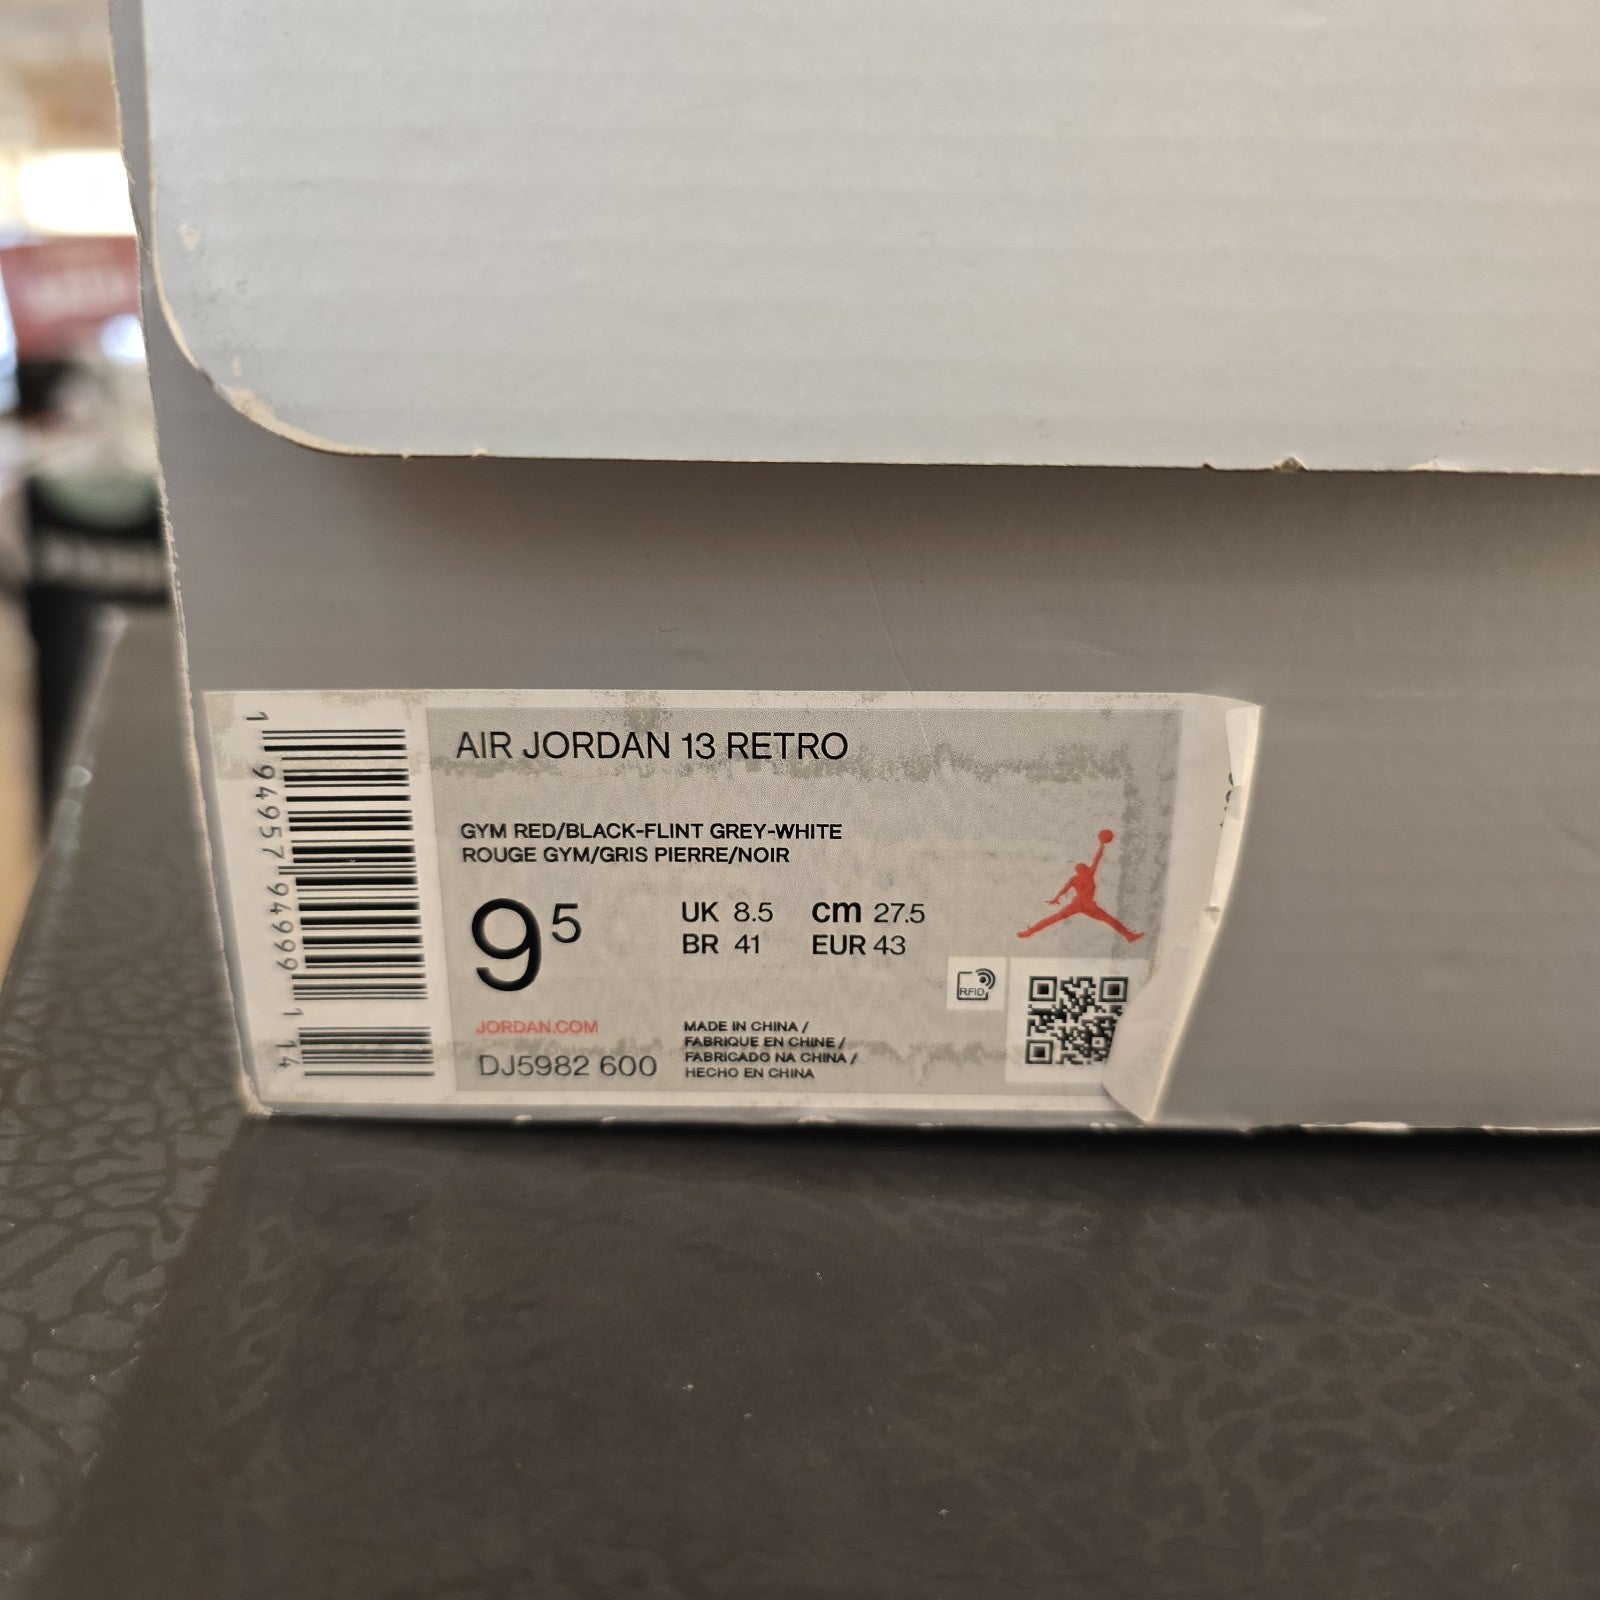 AIR JORDAN 13 RETRO
GYM RED/BLACK-FLINT GREY-WHITE
ROUGE GYM/GRIS PIERRE/NOIR
9 5
UK 8.5 cm 27.5
BR 41 EUR 43
RFID
JORDAN.COM
DJ5982 600
MADE IN CHINA /
FABRIQUE EN CHINE /
FABRICADO NA CHINA /
HECHO EN CHINA
1 94957 94999 1 14